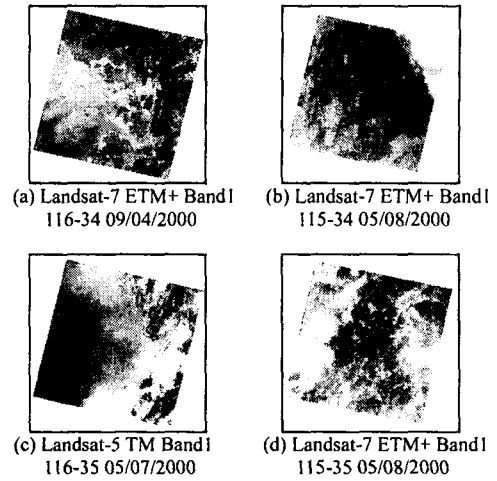 (a) Landsat-7 ETM+ Band1
116-34 09/04/2000
(b) Landsat-7 ETM+ Band1
115-34 05/08/2000
(c) Landsat-5 TM Band1
116-35 05/07/2000
(d) Landsat-7 ETM+ Band1
115-35 05/08/2000